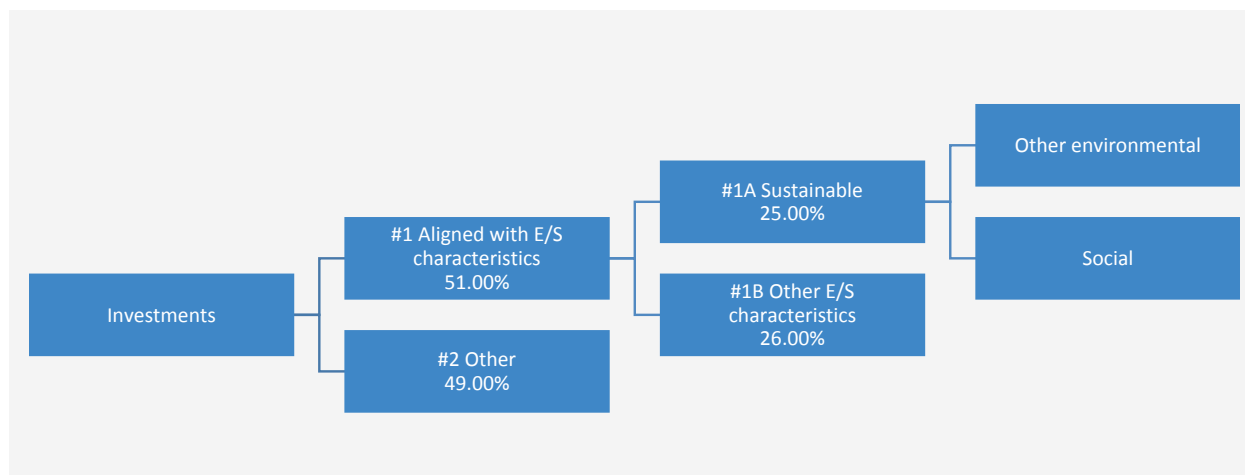 Investments
#1 Aligned with E/S
characteristics
51.00%
#2 Other
49.00%
#1A Sustainable
25.00%
#1B Other E/S
characteristics
26.00%
Other environmental
Social